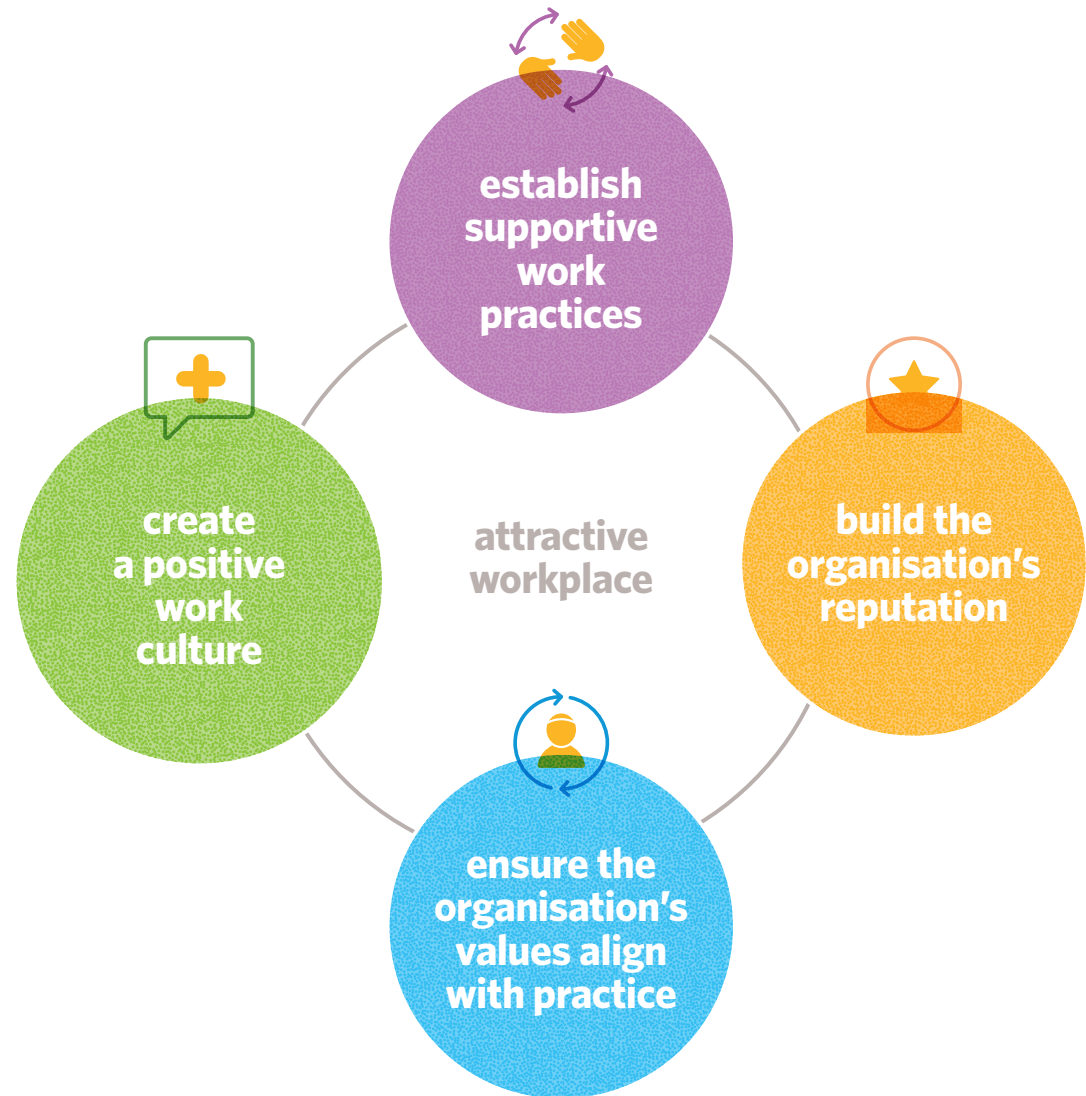 establish
supportive
work
practices
create
a positive
work
culture
attractive
workplace
build the
organisation’s
reputation
ensure the
organisation’s
values align
with practice